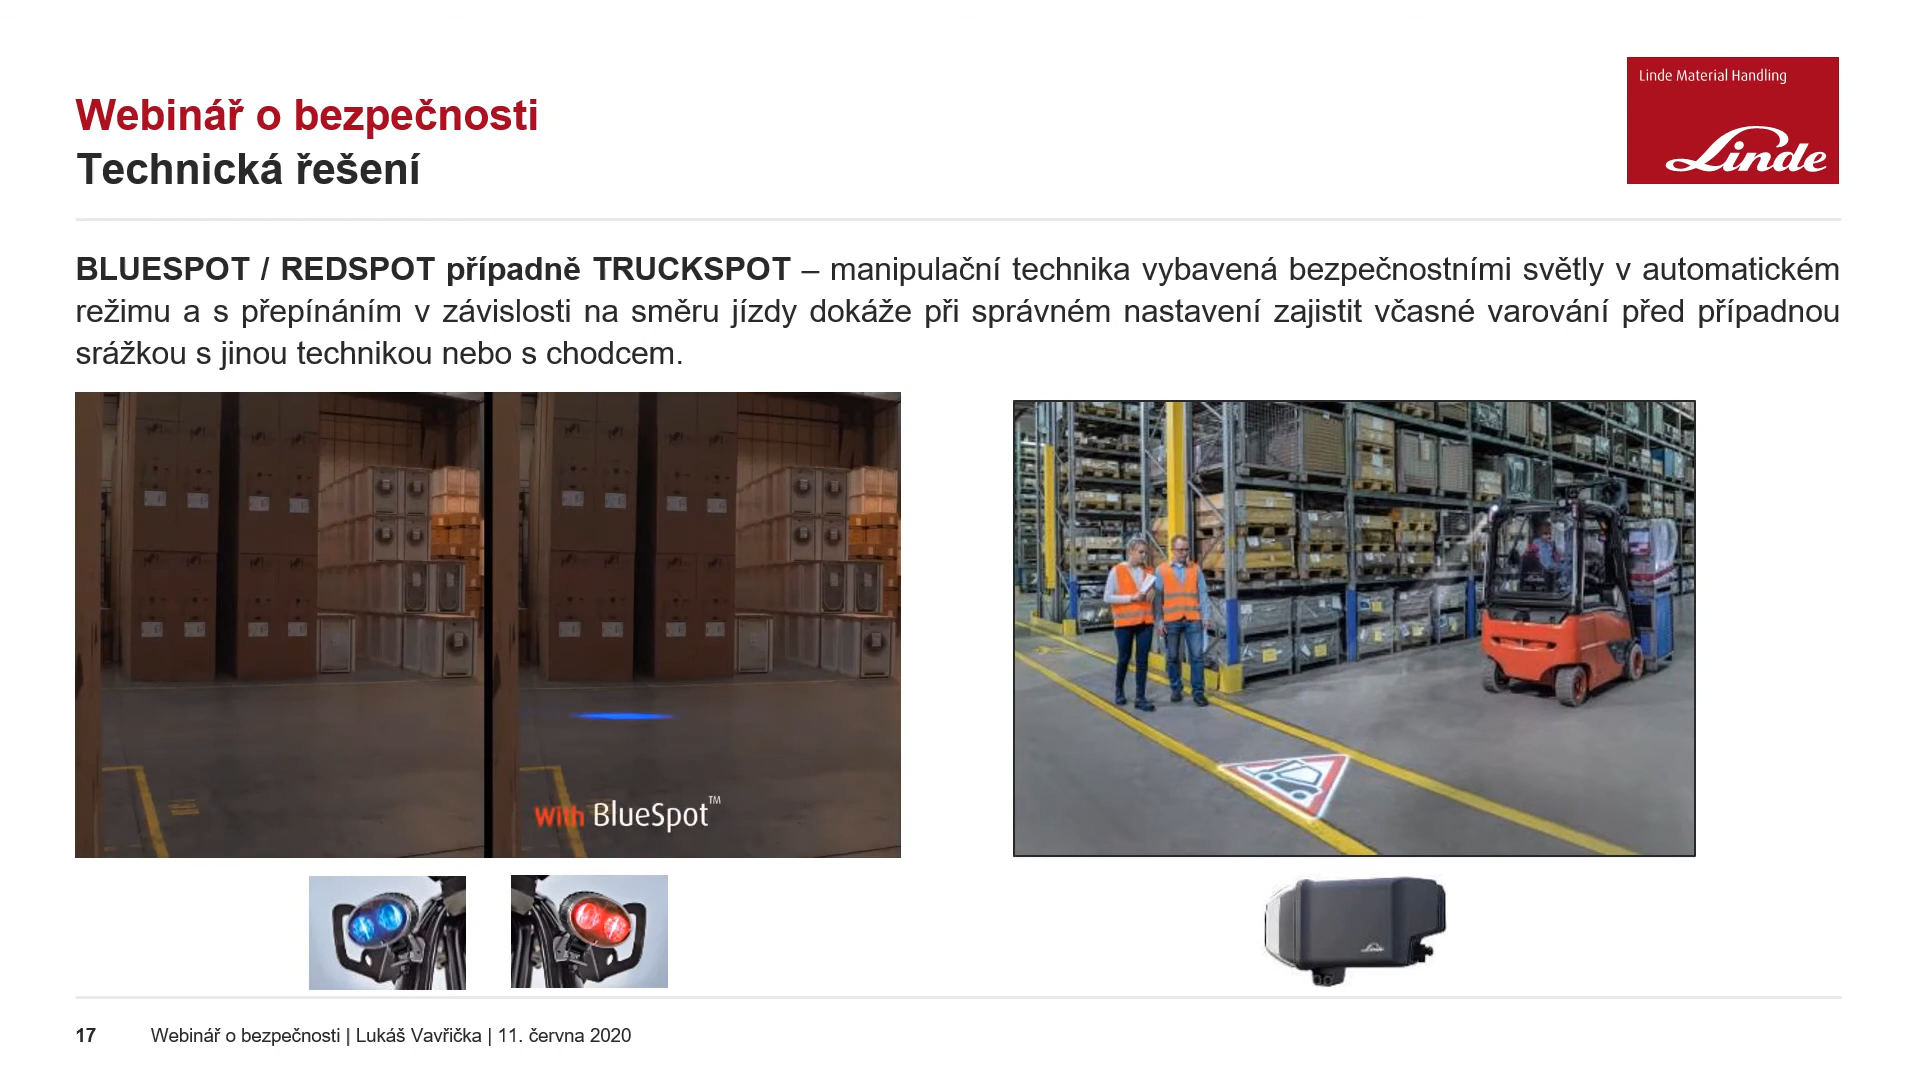 Linde Material Handling
Linde
Webinář o bezpečnosti
Technická řešení
BLUESPOT / REDSPOT případně TRUCKSPOT – manipulační technika vybavená bezpečnostními světly v automatickém
režimu a s přepínáním v závislosti na směru jízdy dokáže při správném nastavení zajistit včasné varování před případnou
srážkou s jinou technikou nebo s chodcem.
with BlueSpot™
Linde
17 Webinář o bezpečnosti | Lukáš Vavřička | 11. června 2020